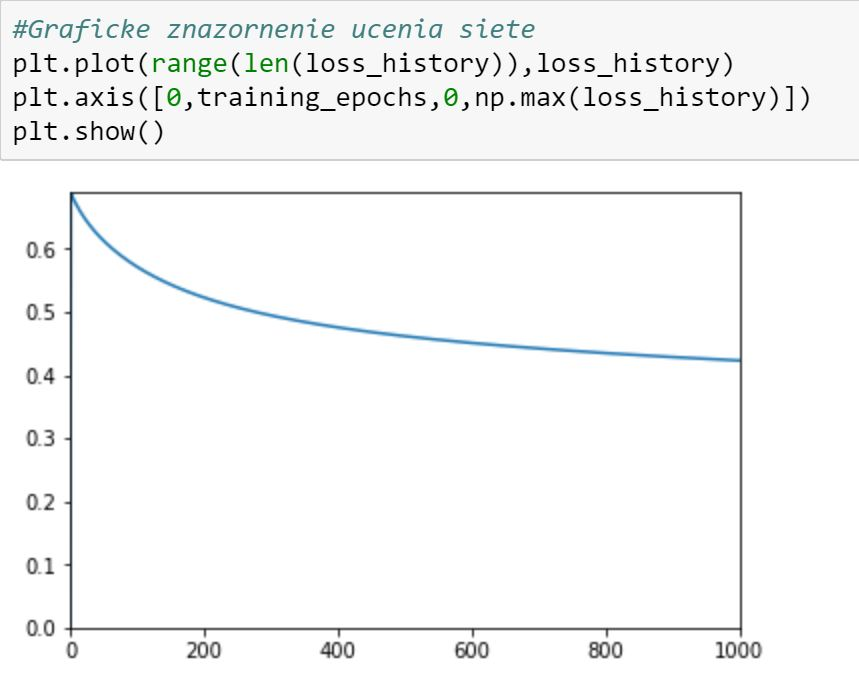 #Graficke znazornenie ucenia siete
plt.plot(range(len(loss_history)),loss_history)
plt.axis([0,training_epochs,0,np.max(loss_history)])
plt.show()
0.6
0.5
0.4
0.3
0.2
0.1
0.0
0 200 400 600 800 1000